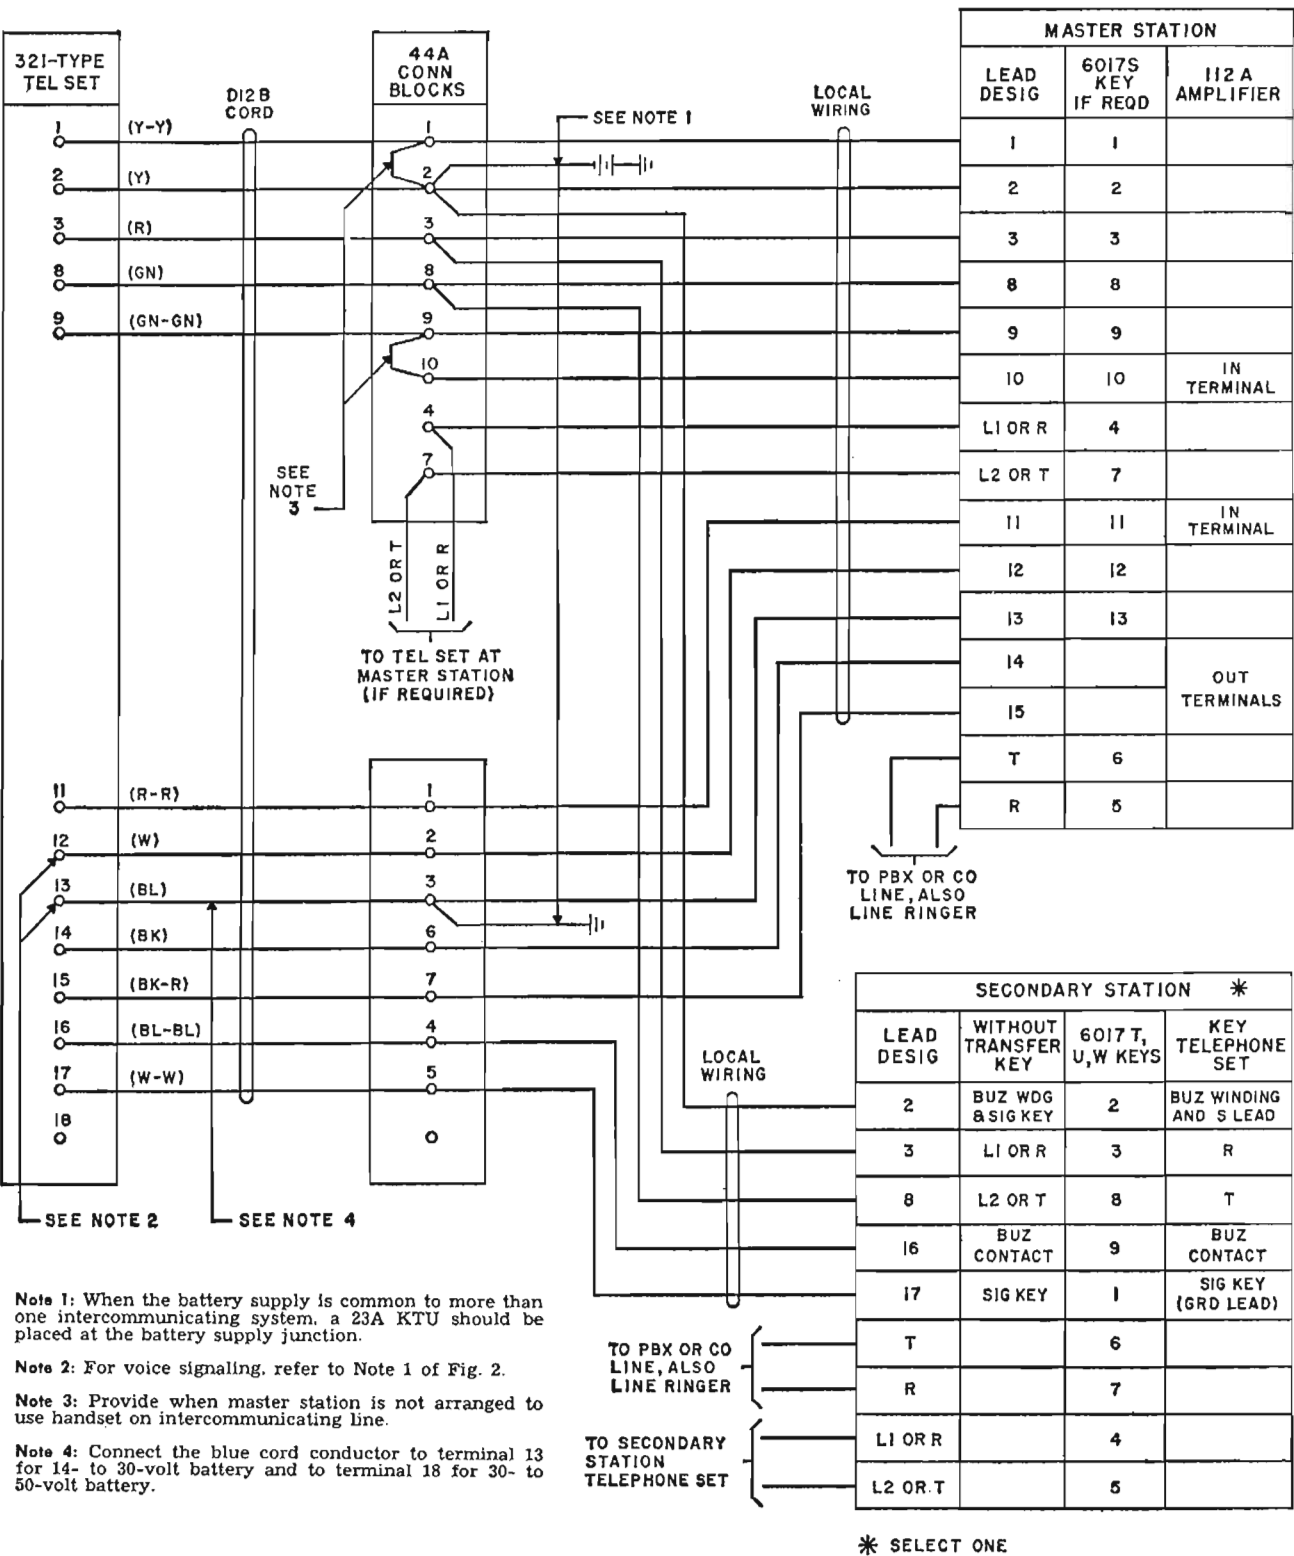 321-TYPE
TEL SET
1
2
3
8
9
(Y-Y)
(Y)
(R)
(GN)
(GN-GN)
D12B
CORD
44A
CONN
BLOCKS
1
2
3
8
9
10
4
7
SEE NOTE 1
SEE
NOTE
3
L2 OR T
L1 OR R
TO TEL SET AT
MASTER STATION
(IF REQUIRED)
LOCAL
WIRING
MASTER STATION
LEAD
DESIG
6017S
KEY
IF REQD
112A
AMPLIFIER
1 1
2 2
3 3
8 8
9 9
10 10 IN
TERMINAL
L1 OR R 4
L2 OR T 7
11 11 IN
TERMINAL
12 12
13 13
14
OUT
TERMINALS
15
T 6
R 5
TO PBX OR CO
LINE, ALSO
LINE RINGER
11
12
13
14
15
16
17
18
(R-R)
(W)
(BL)
(BK)
(BK-R)
(BL-BL)
(W-W)
1
2
3
6
7
4
5
SEE NOTE 2
SEE NOTE 4
LOCAL
WIRING
SECONDARY STATION *
LEAD
DESIG
WITHOUT
TRANSFER
KEY
6017 T,
U,W KEYS
KEY
TELEPHONE
SET
2 BUZ WDG 2 BUZ WINDING
& SIG KEY AND S LEAD
3 L1 OR R 3 R
8 L2 OR T 8 T
16 BUZ 9 BUZ
CONTACT CONTACT
17 SIG KEY 1 SIG KEY
(GRD LEAD)
T 6
R 7
L1 OR R 4
L2 OR T 5
TO PBX OR CO
LINE, ALSO
LINE RINGER
TO SECONDARY
STATION
TELEPHONE SET
* SELECT ONE
Note 1: When the battery supply is common to more than
one intercommunicating system, a 23A KTU should be
placed at the battery supply junction.
Note 2: For voice signaling, refer to Note 1 of Fig. 2.
Note 3: Provide when master station is not arranged to
use handset on intercommunicating line.
Note 4: Connect the blue cord conductor to terminal 13
for 14- to 30-volt battery and to terminal 18 for 30- to
50-volt battery.